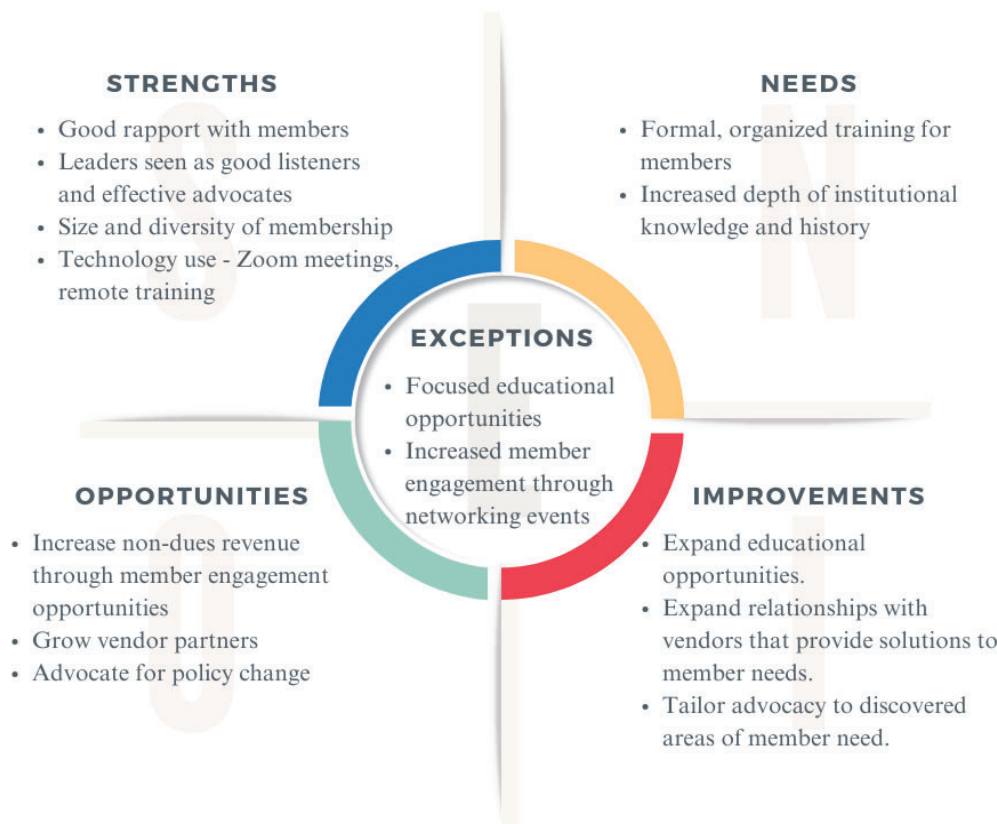 STRENGTHS
• Good rapport with members
• Leaders seen as good listeners
and effective advocates
• Size and diversity of membership
• Technology use - Zoom meetings,
remote training
S
NEEDS
• Formal, organized training for
members
• Increased depth of institutional
knowledge and history
N
EXCEPTIONS
• Focused educational
opportunities
• Increased member
engagement through
networking events
OPPORTUNITIES
• Increase non-dues revenue
through member engagement
opportunities
• Grow vendor partners
• Advocate for policy change
O
IMPROVEMENTS
• Expand educational
opportunities.
• Expand relationships with
vendors that provide solutions to
member needs.
• Tailor advocacy to discovered
areas of member need.
I